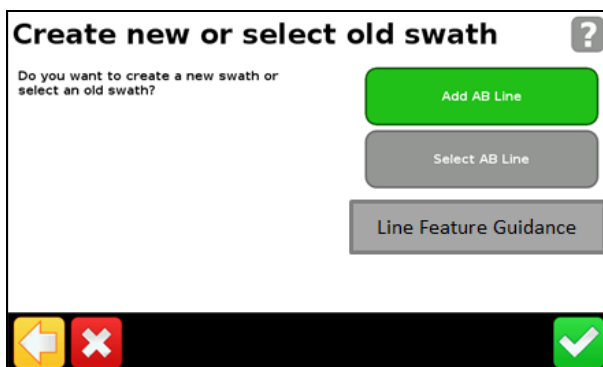 Create new or select old swath
?
Do you want to create a new swath or
select an old swath?
Add AB Line
Select AB Line
Line Feature Guidance